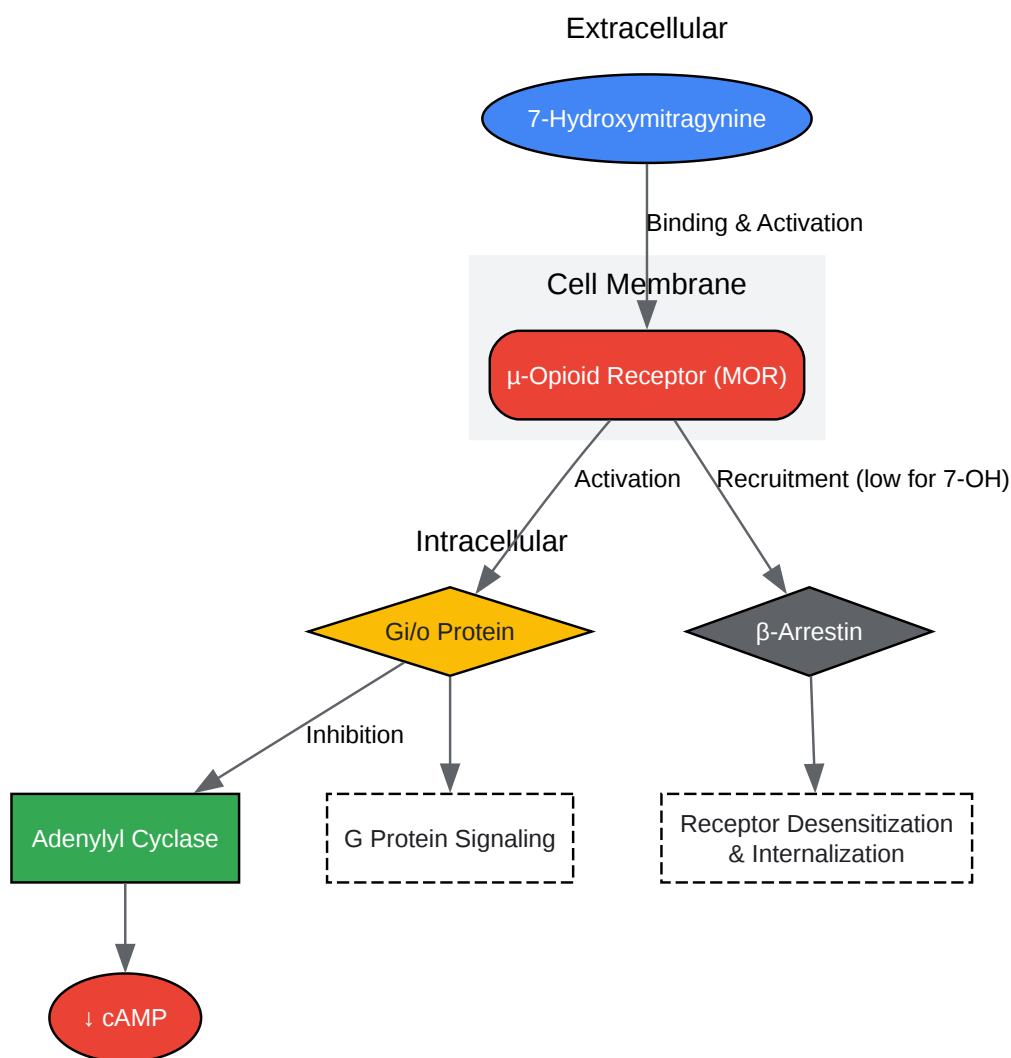 Extracellular
7-Hydroxymitragynine
Binding & Activation
Cell Membrane
µ-Opioid Receptor (MOR)
Activation
Recruitment (low for 7-OH)
Intracellular
Gi/o Protein
β-Arrestin
Inhibition
Adenylyl Cyclase
G Protein Signaling
Receptor Desensitization
& Internalization
↓ cAMP